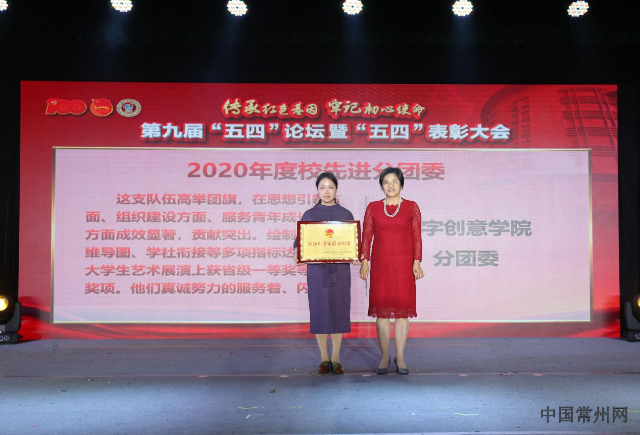 传承红色基因 牢记初心使命
100
第九届“五四”论坛暨“五四”表彰大会
2020年度校先进分团委
这支队伍高举团旗，在思想引
面、组织建设方面、服务青年成
方面成效显著，贡献突出。绘制
维导图、学社衔接等多项指标达
大学生艺术展演上获省级一等奖等
奖项。他们真诚努力的服务着、闪
字创意学院
分团委
中国常州网